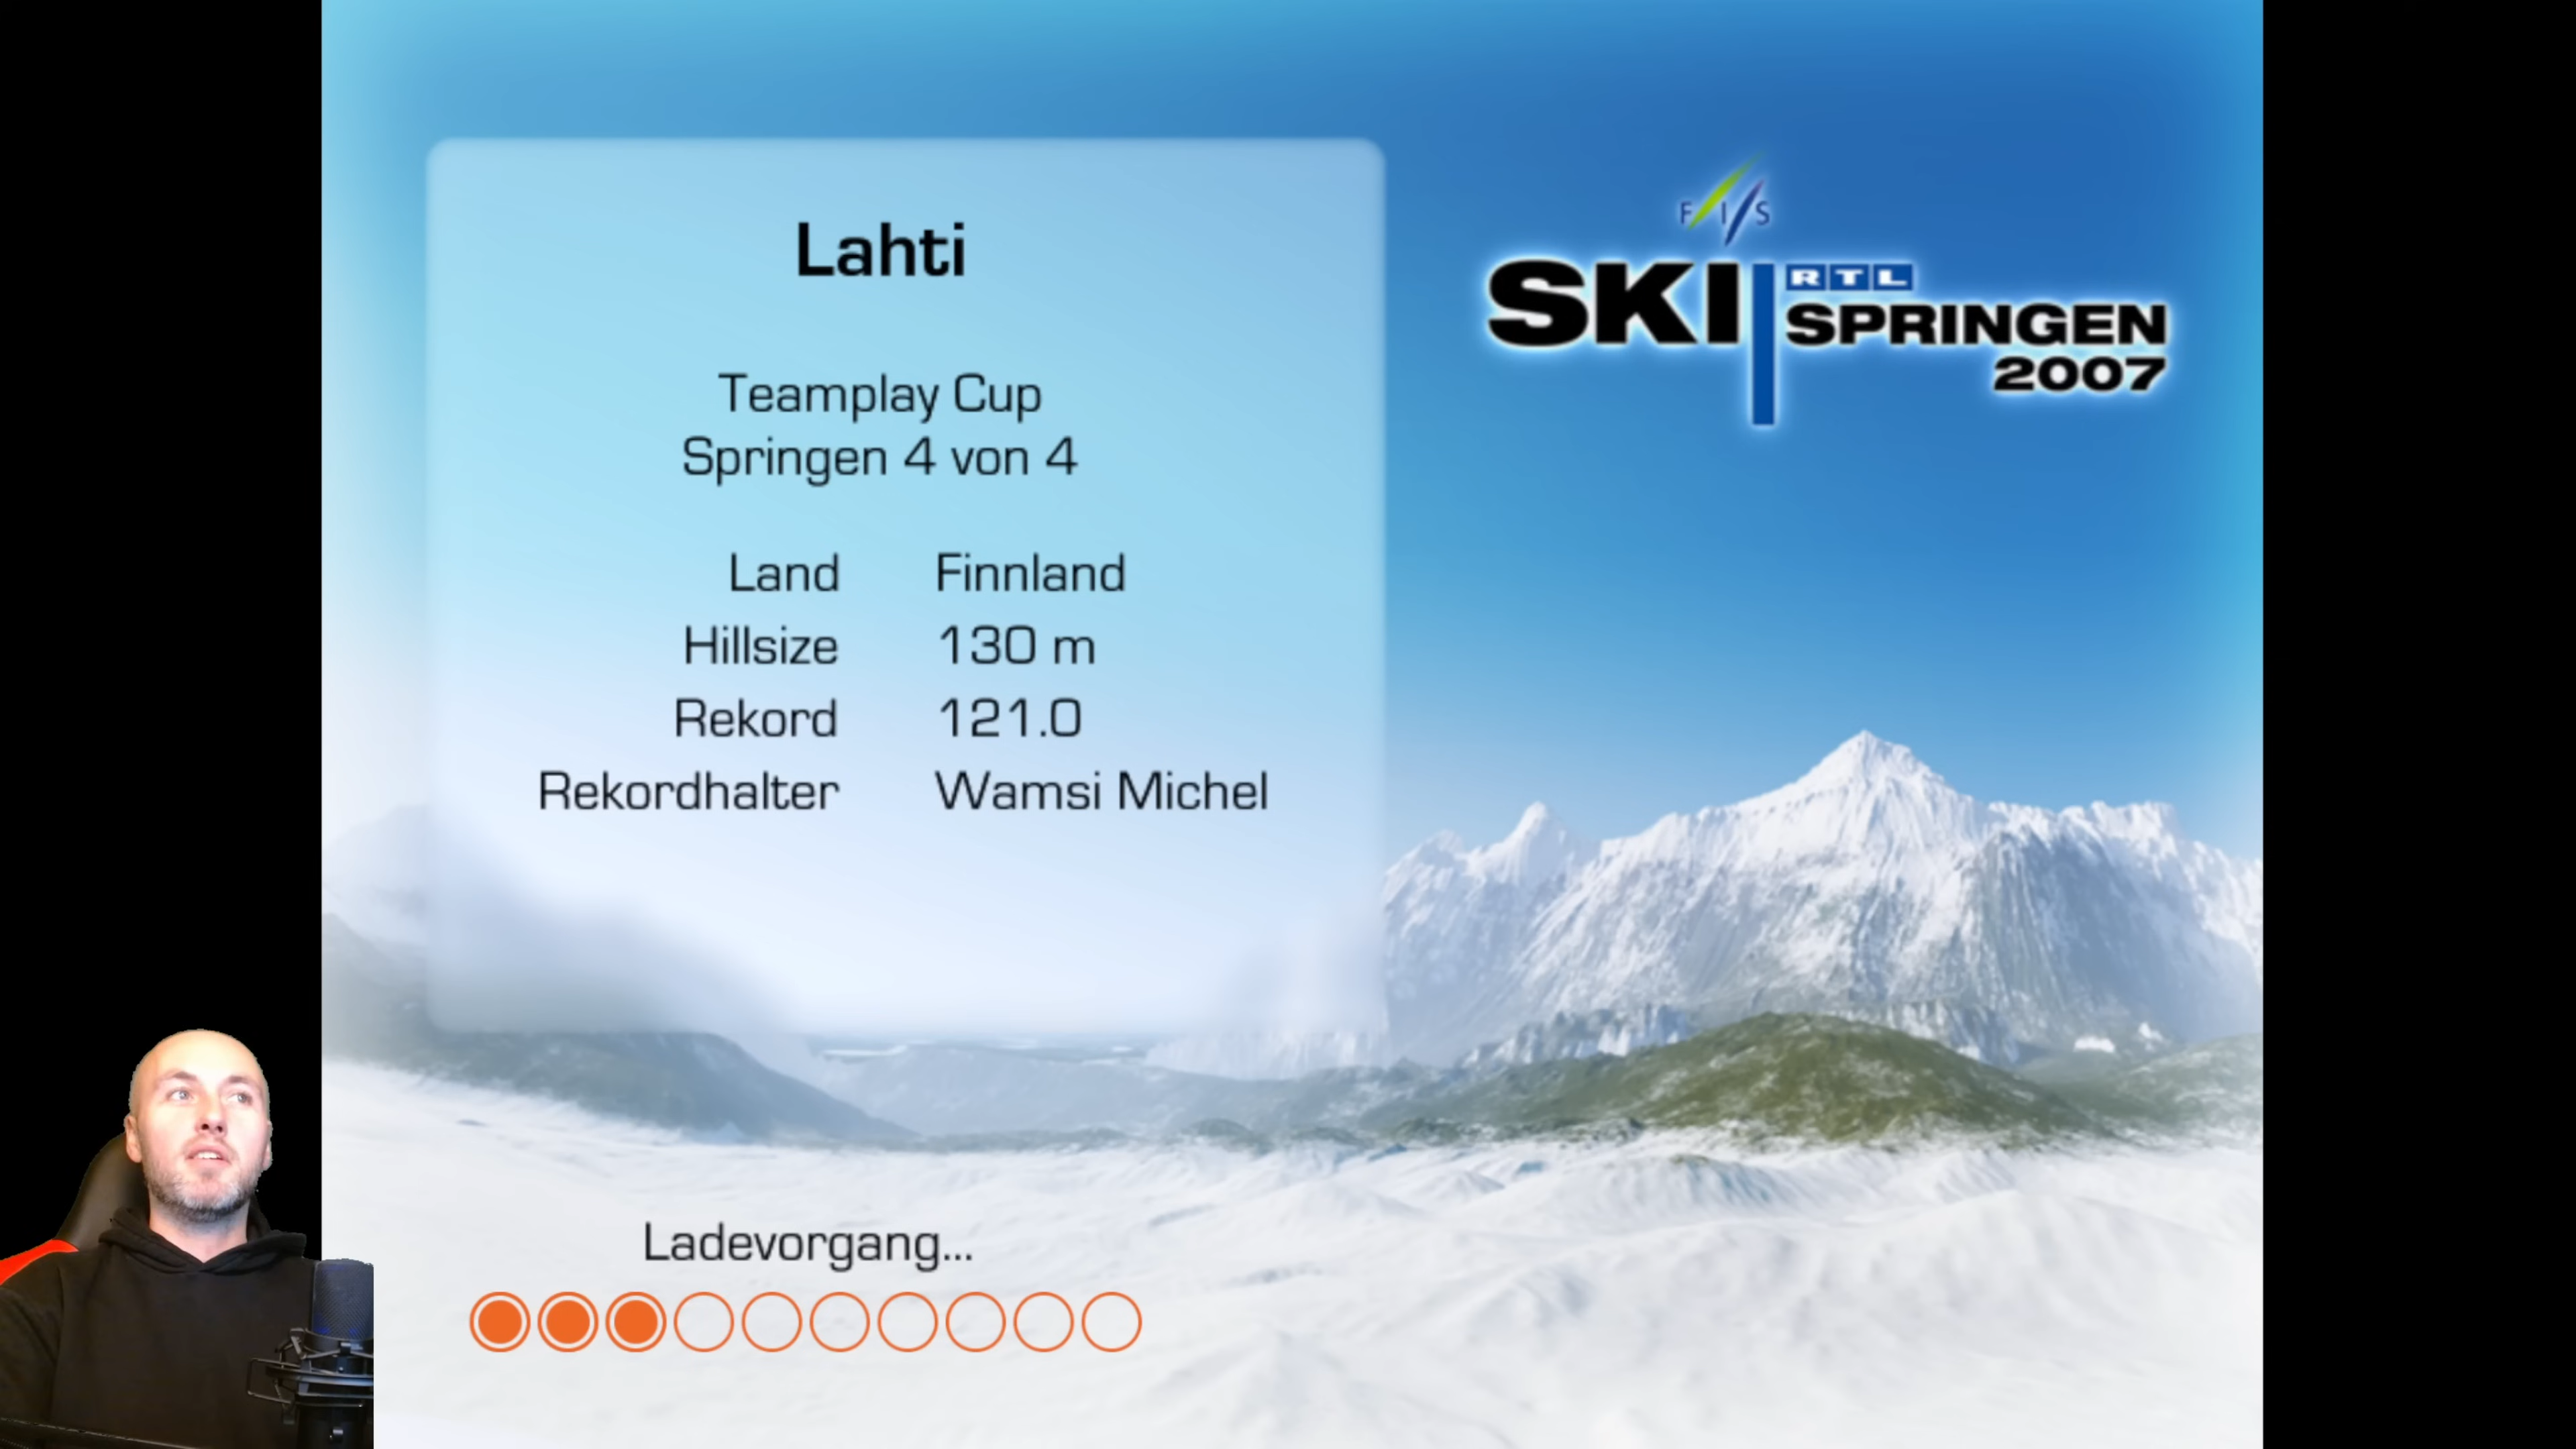 Lahti
Teamplay Cup
Springen 4 von 4
Land Finnland
Hillsize 130 m
Rekord 121.0
Rekordhalter Wamsi Michel
FIS
SKI RTL SPRINGEN
2007
Ladevorgang...